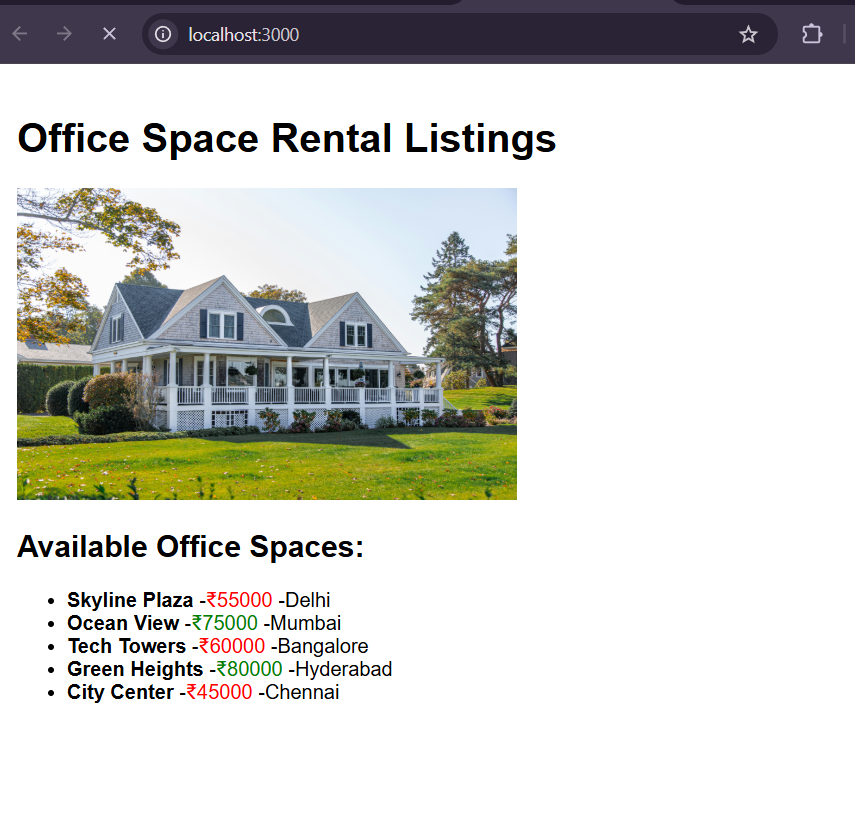 localhost:3000
Office Space Rental Listings
Available Office Spaces:
Skyline Plaza -₹55000 -Delhi
Ocean View -₹75000 -Mumbai
Tech Towers -₹60000 -Bangalore
Green Heights -₹80000 -Hyderabad
City Center -₹45000 -Chennai